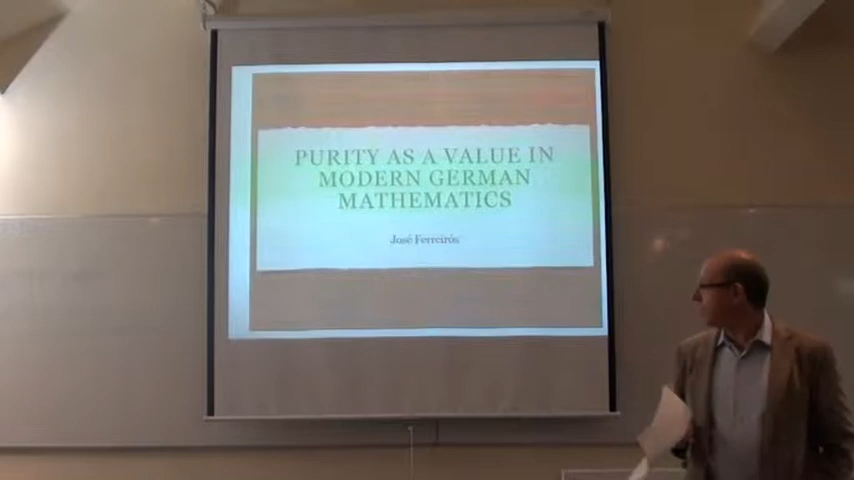 PURITY AS A VALUE IN
MODERN GERMAN
MATHEMATICS
José Ferreirós